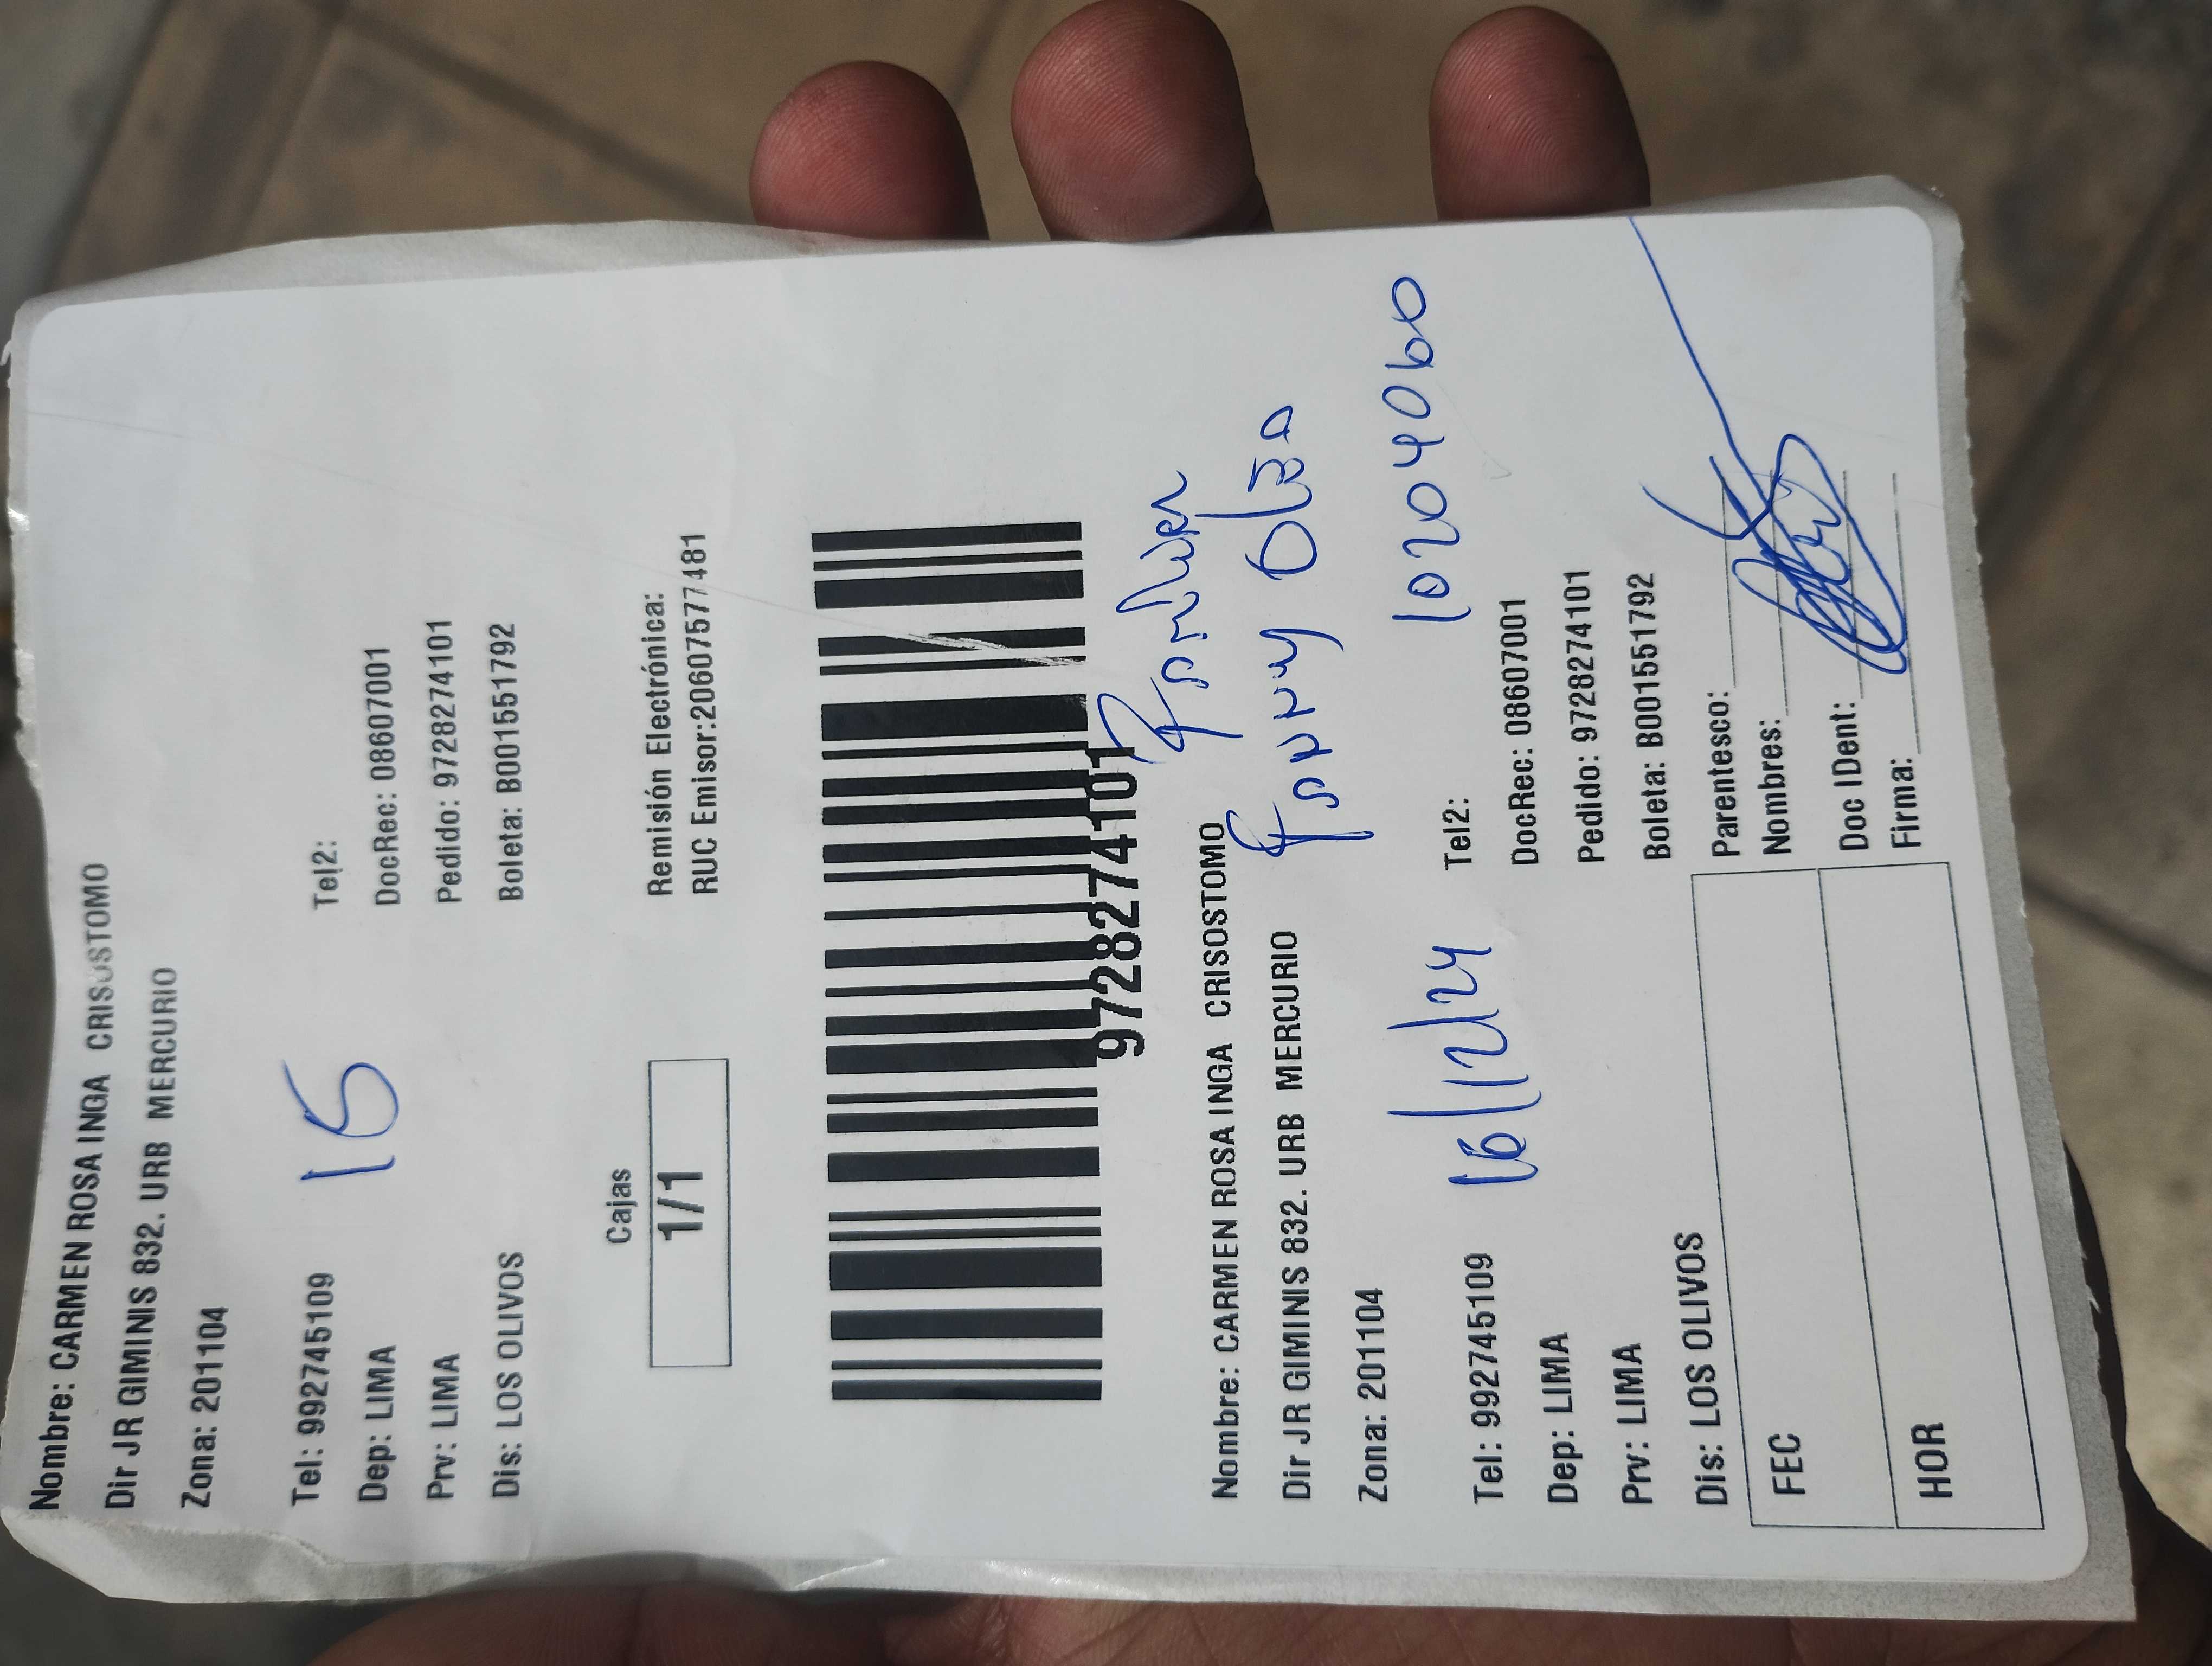 Nombre: CARMEN ROSA INGA CRISOSTOMO
Dir JR GIMINIS 832. URB MERCURIO
Zona: 201104
Tel: 992745109 Tel2:
16
Dep: LIMA DocRec: 08607001
Prv: LIMA Pedido: 9728274101
Dis: LOS OLIVOS Boleta: B001551792
Cajas
1/1
Remisión Electrónica:
RUC Emisor:20607577481
9728274101
Nombre: CARMEN ROSA INGA CRISOSTOMO
Dir JR GIMINIS 832. URB MERCURIO
Fanny
Zona: 201104
10204060
Tel: 992745109 16/12/24 Tel2:
Dep: LIMA DocRec: 08607001
Prv: LIMA Pedido: 9728274101
Dis: LOS OLIVOS Boleta: B001551792
FEC
HOR
Parentesco:
Nombres:
Doc IDent:
Firma: